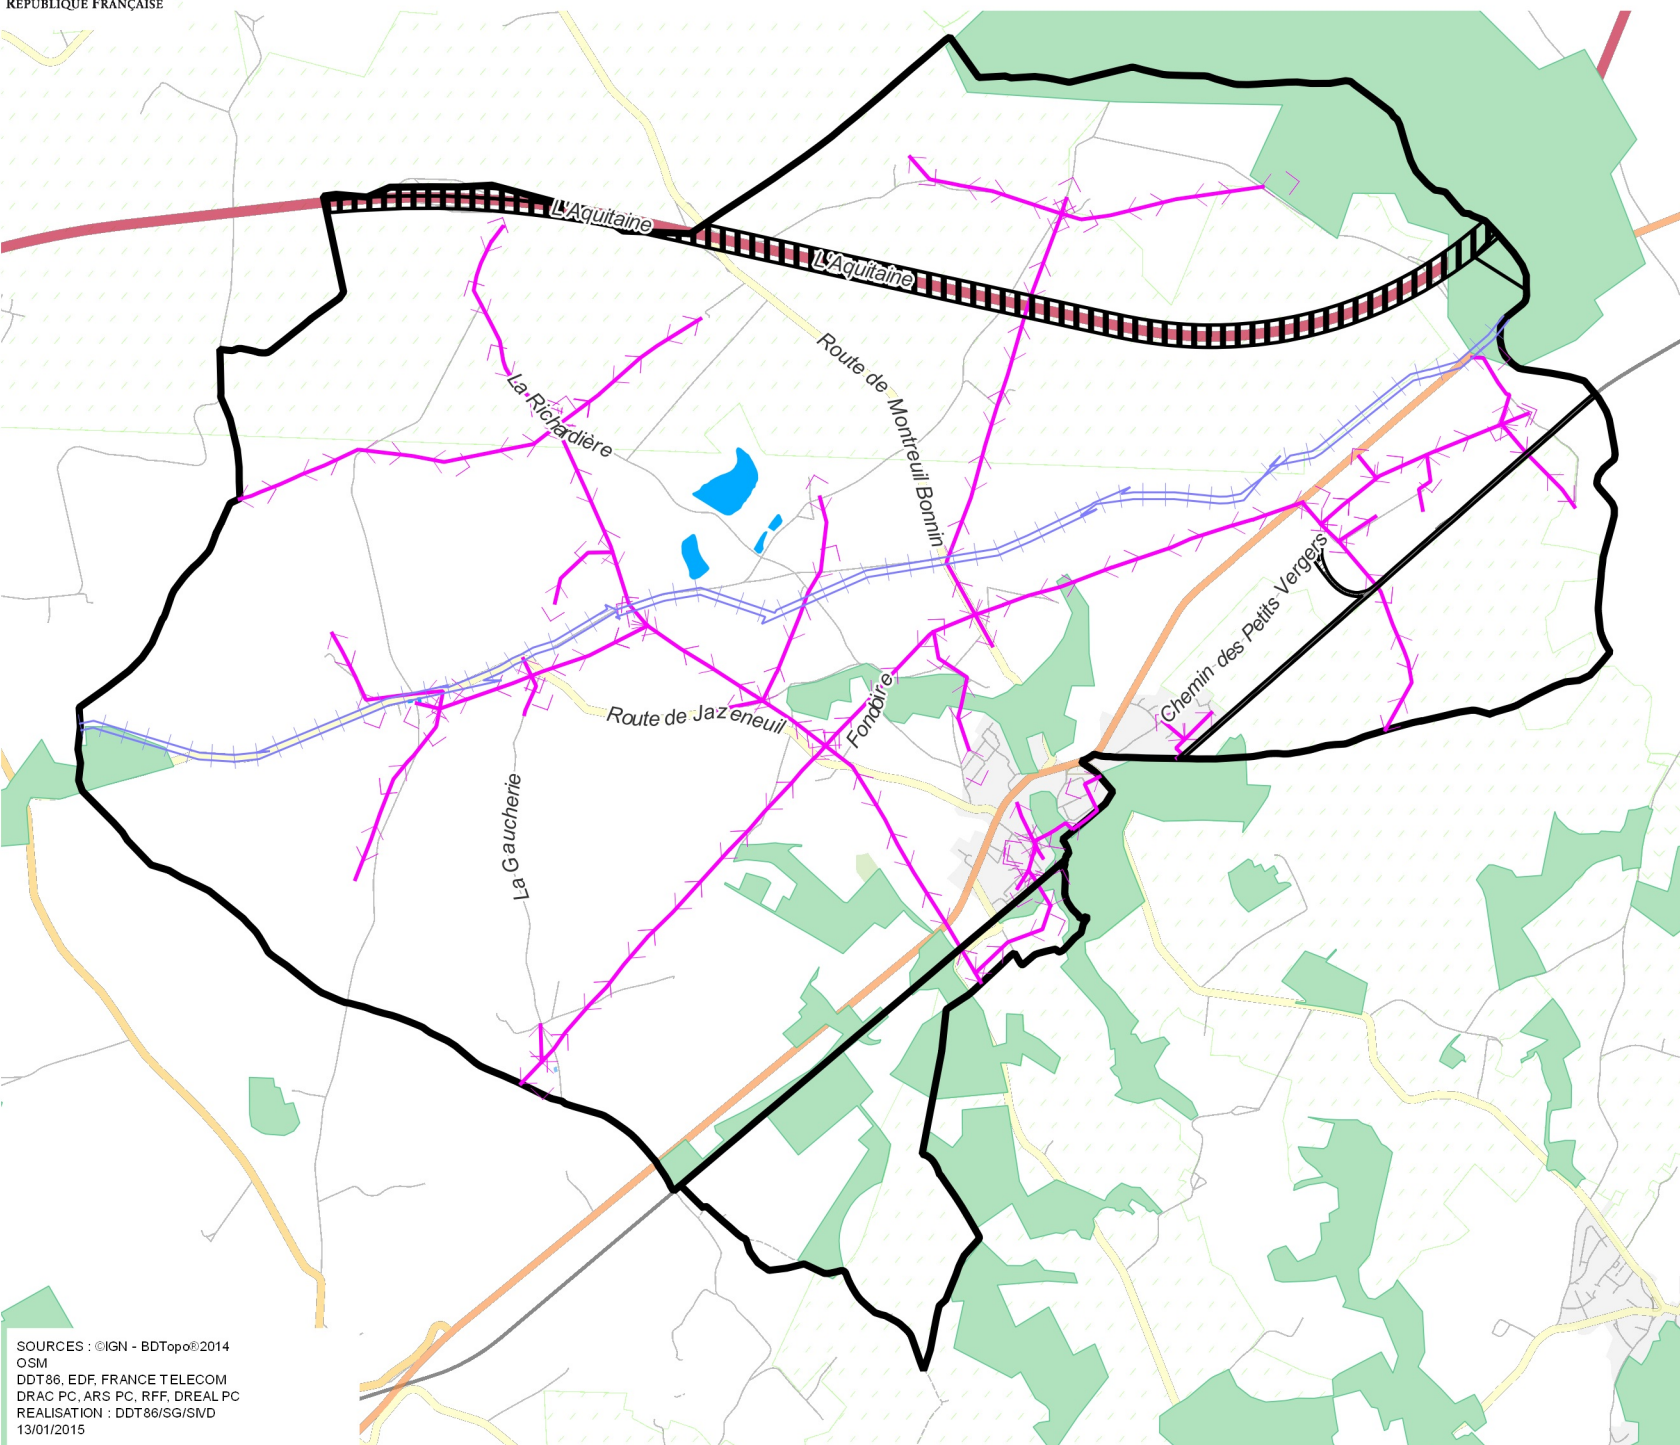 RÉPUBLIQUE FRANÇAISE
L'Aquitaine
L'Aquitaine
Route de Montreuil Bonnin
La Richardière
Chemin des Petits Vergers
Route de Jazeneuil
Fondoire
La Gaucherie
SOURCES : ©IGN - BDTopo®2014
OSM
DDT86, EDF, FRANCE TELECOM
DRAC PC, ARS PC, RFF, DREAL PC
REALISATION : DDT86/SG/SIVD
13/01/2015